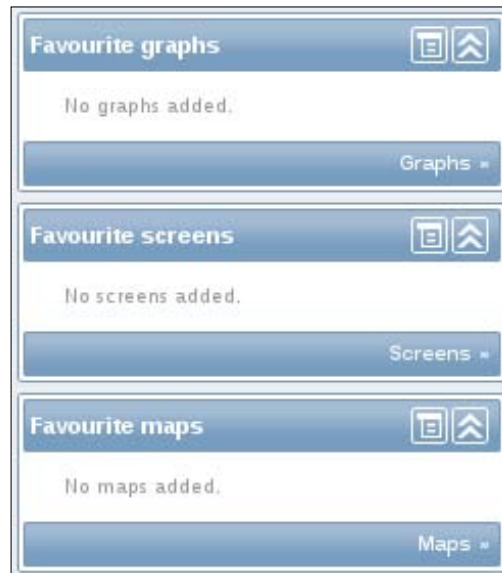 Favourite graphs
No graphs added.
Graphs »
Favourite screens
No screens added.
Screens »
Favourite maps
No maps added.
Maps »